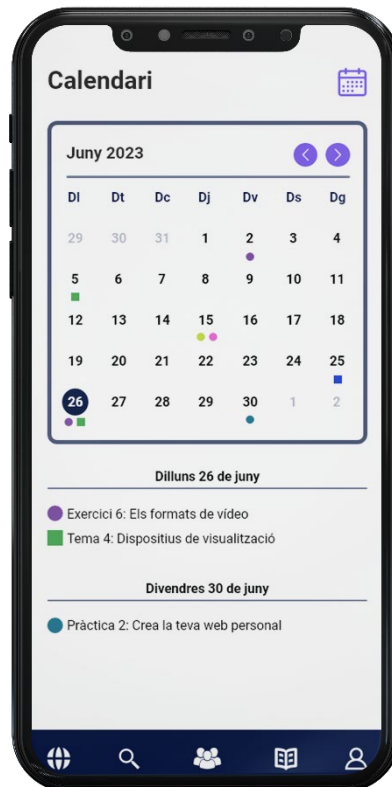 Calendari
Juny 2023
Dl Dt Dc Dj Dv Ds Dg
29 30 31 1 2 3 4
5 6 7 8 9 10 11
12 13 14 15 16 17 18
19 20 21 22 23 24 25
26 27 28 29 30 1 2
Dilluns 26 de juny
Exercici 6: Els formats de vídeo
Tema 4: Dispositius de visualització
Divendres 30 de juny
Pràctica 2: Crea la teva web personal